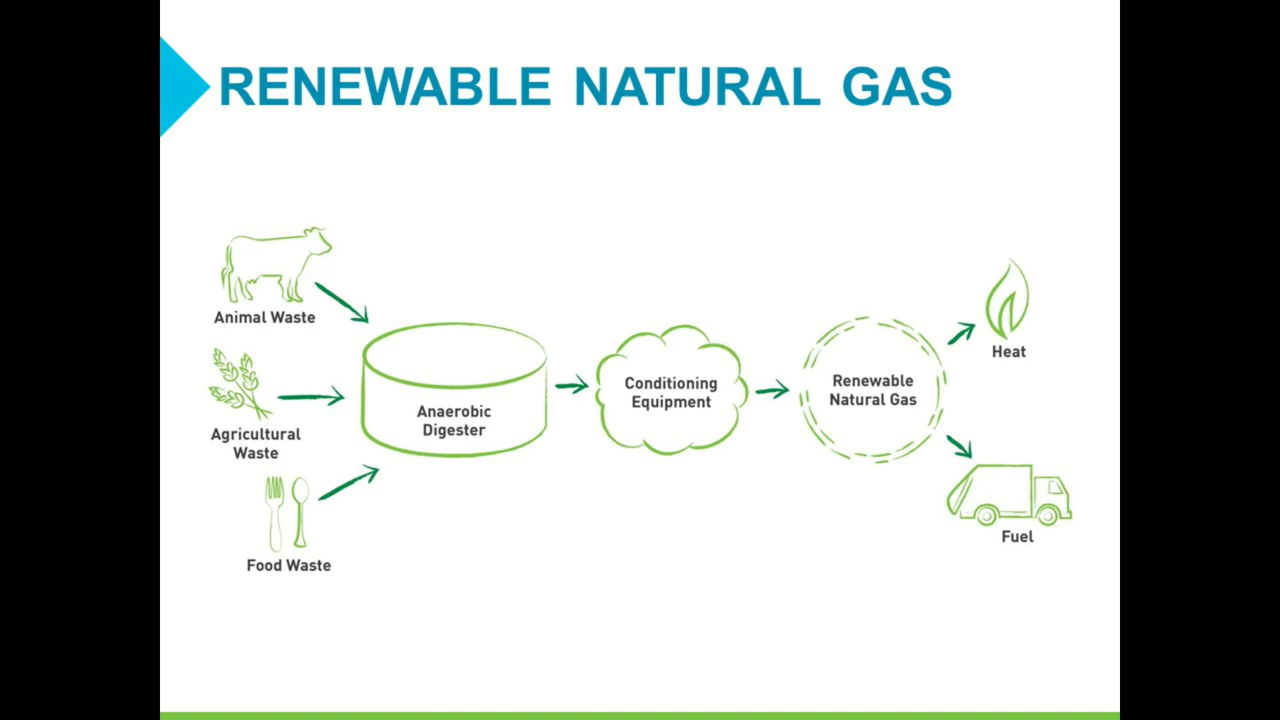 RENEWABLE NATURAL GAS
Animal Waste
Agricultural
Waste
Food Waste
Anaerobic
Digester
Conditioning
Equipment
Renewable
Natural Gas
Heat
Fuel